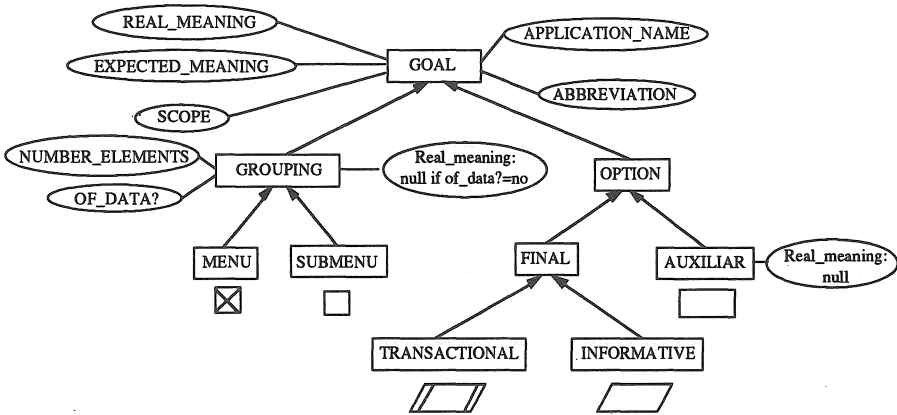 REAL_MEANING
APPLICATION_NAME
GOAL
EXPECTED_MEANING
ABBREVIATION
SCOPE
NUMBER_ELEMENTS
GROUPING
Real_meaning:
null if of_data?=no
OPTION
OF_DATA?
MENU
SUBMENU
FINAL
AUXILIAR
Real_meaning:
null
TRANSACTIONAL
INFORMATIVE